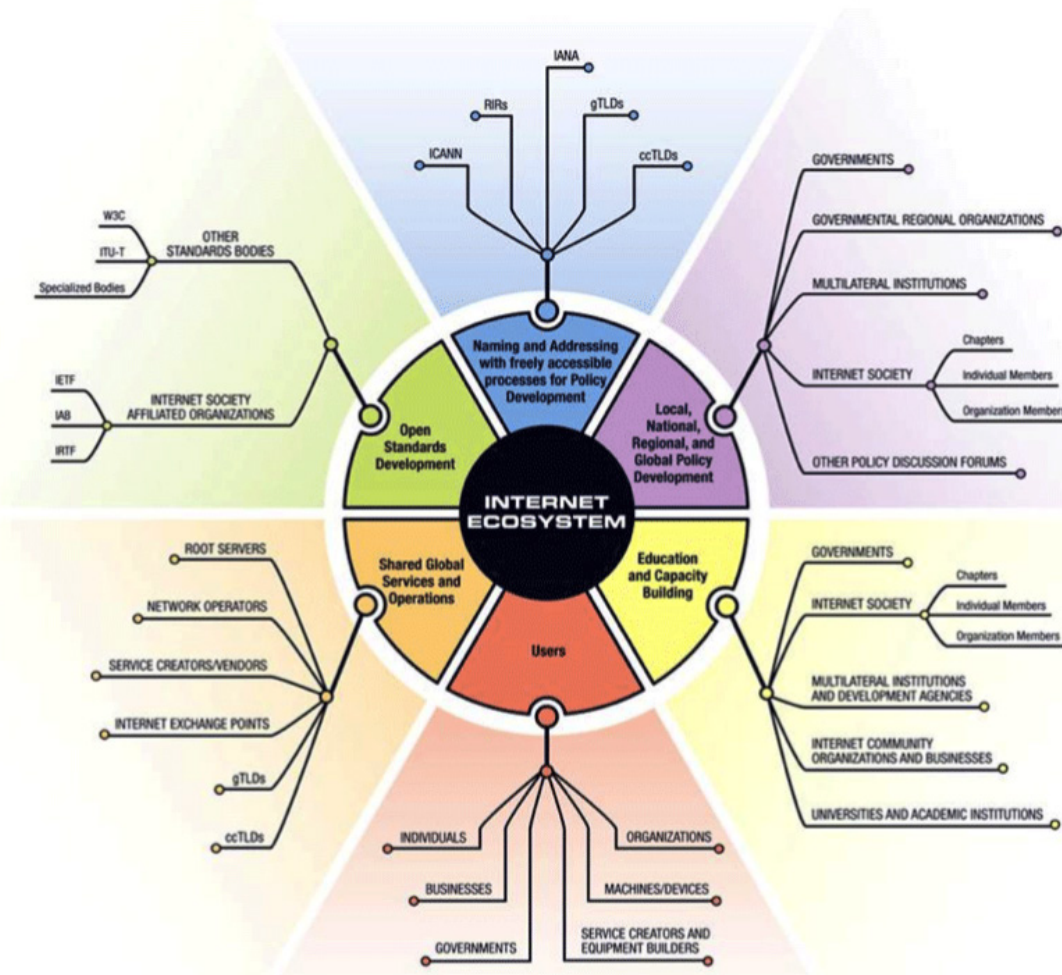 IANA
RIRs
gTLDs
ICANN
ccTLDs
Naming and Addressing
with freely accessible
processes for Policy
Development
GOVERNMENTS
GOVERNMENTAL REGIONAL ORGANIZATIONS
MULTILATERAL INSTITUTIONS
INTERNET SOCIETY
Chapters
Individual Members
Organization Members
OTHER POLICY DISCUSSION FORUMS
Local,
National,
Regional, and
Global Policy
Development
W3C
ITU-T
Specialized Bodies
OTHER
STANDARDS BODIES
IETF
IAB
IRTF
INTERNET SOCIETY
AFFILIATED ORGANIZATIONS
Open
Standards
Development
INTERNET
ECOSYSTEM
Shared Global
Services and
Operations
ROOT SERVERS
NETWORK OPERATORS
SERVICE CREATORS/VENDORS
INTERNET EXCHANGE POINTS
gTLDs
ccTLDs
Education
and Capacity
Building
GOVERNMENTS
INTERNET SOCIETY
Chapters
Individual Members
Organization Members
MULTILATERAL INSTITUTIONS
AND DEVELOPMENT AGENCIES
INTERNET COMMUNITY
ORGANIZATIONS AND BUSINESSES
UNIVERSITIES AND ACADEMIC INSTITUTIONS
Users
INDIVIDUALS
ORGANIZATIONS
BUSINESSES
MACHINES/DEVICES
GOVERNMENTS
SERVICE CREATORS AND
EQUIPMENT BUILDERS